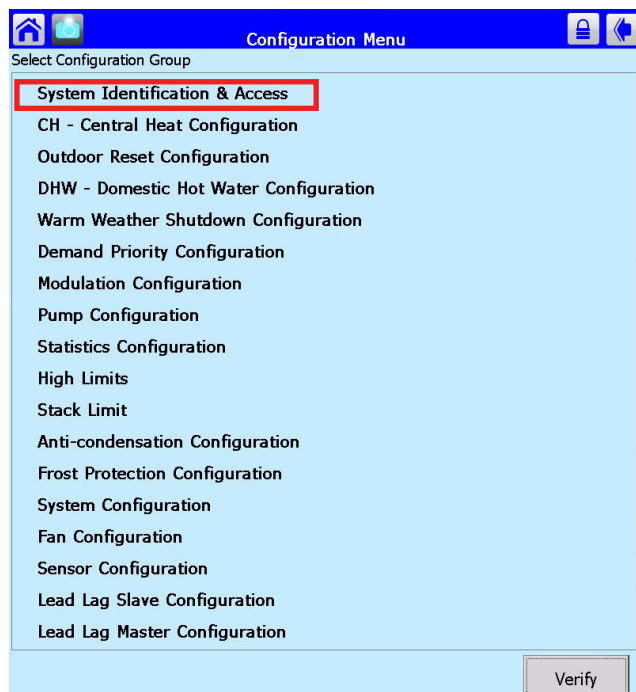 Configuration Menu
Select Configuration Group
System Identification & Access
CH - Central Heat Configuration
Outdoor Reset Configuration
DHW - Domestic Hot Water Configuration
Warm Weather Shutdown Configuration
Demand Priority Configuration
Modulation Configuration
Pump Configuration
Statistics Configuration
High Limits
Stack Limit
Anti-condensation Configuration
Frost Protection Configuration
System Configuration
Fan Configuration
Sensor Configuration
Lead Lag Slave Configuration
Lead Lag Master Configuration
Verify